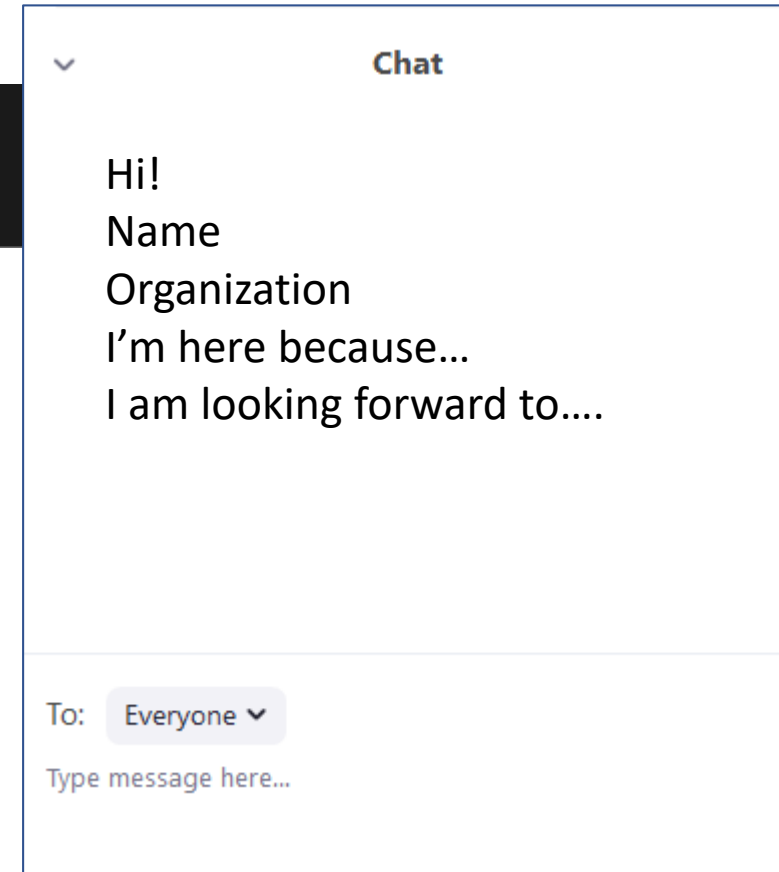 Chat
Hi!
Name
Organization
I’m here because…
I am looking forward to….
To: Everyone
Type message here...